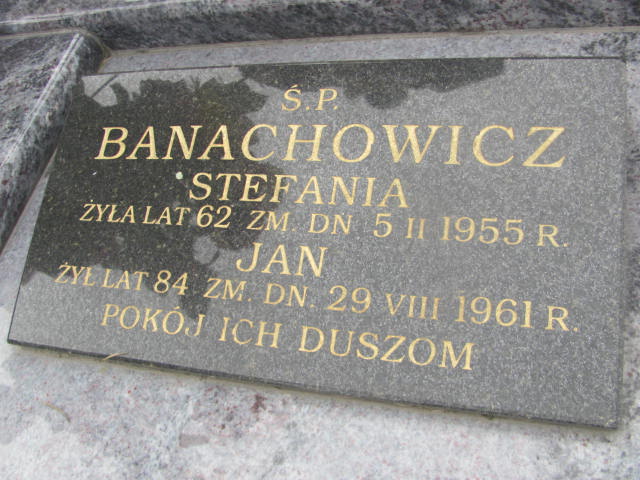 Ś.P.
BANACHOWICZ
STEFANIA
ŻYŁA LAT 62 ZM. DN 5 II 1955 R.
JAN
ŻYŁ LAT 84 ZM. DN. 29 VIII 1961 R.
POKÓJ ICH DUSZOM